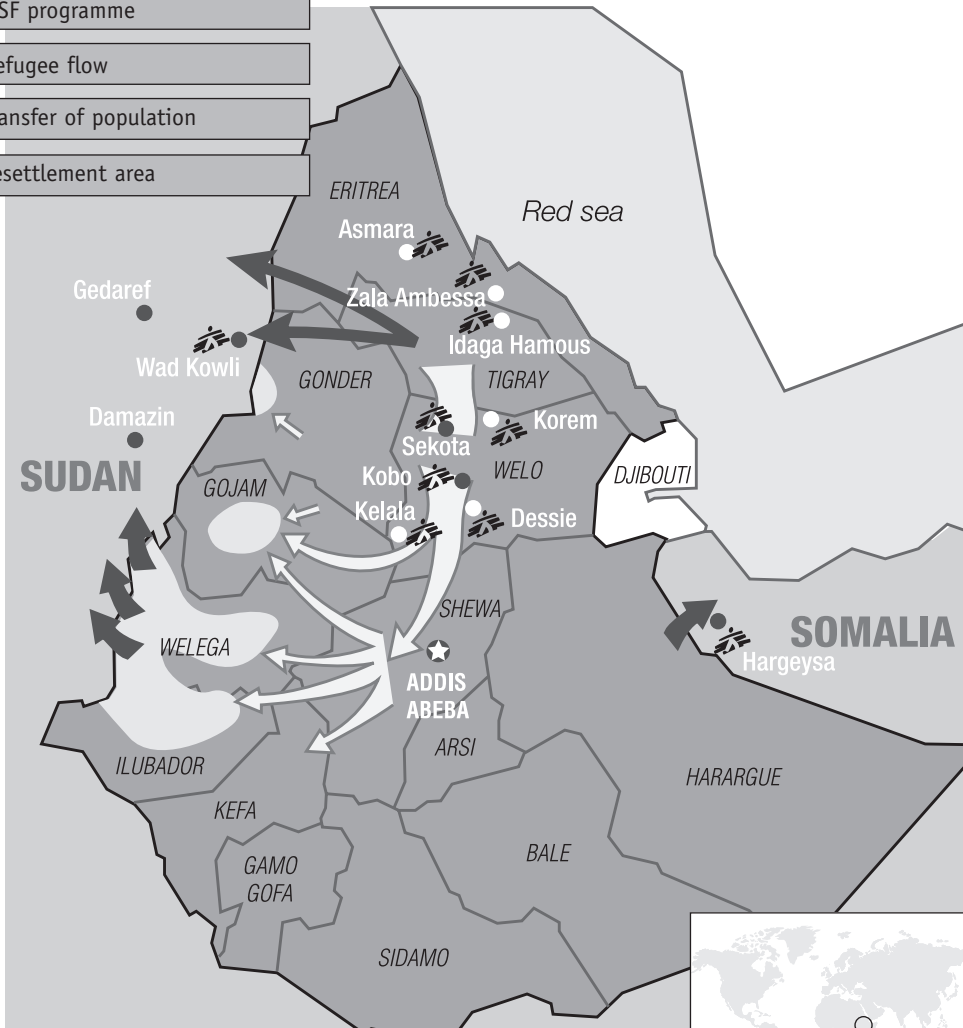 SF programme
efugee flow
ansfer of population
esettlement area
ERITREA
Red sea
Asmara
Gedaref
Zala Ambessa
Idaga Hamous
Wad Kowli
GONDER
TIGRAY
Damazin
Korem
Sekota
SUDAN
Kobo
WELO
DJIBOUTI
GOJAM
Kelala
Dessie
SHEWA
WELEGA
SOMALIA
Hargeysa
ADDIS
ABEBA
ARSI
ILUBADOR
HARARGUE
KEFA
BALE
GAMO
GOFA
SIDAMO